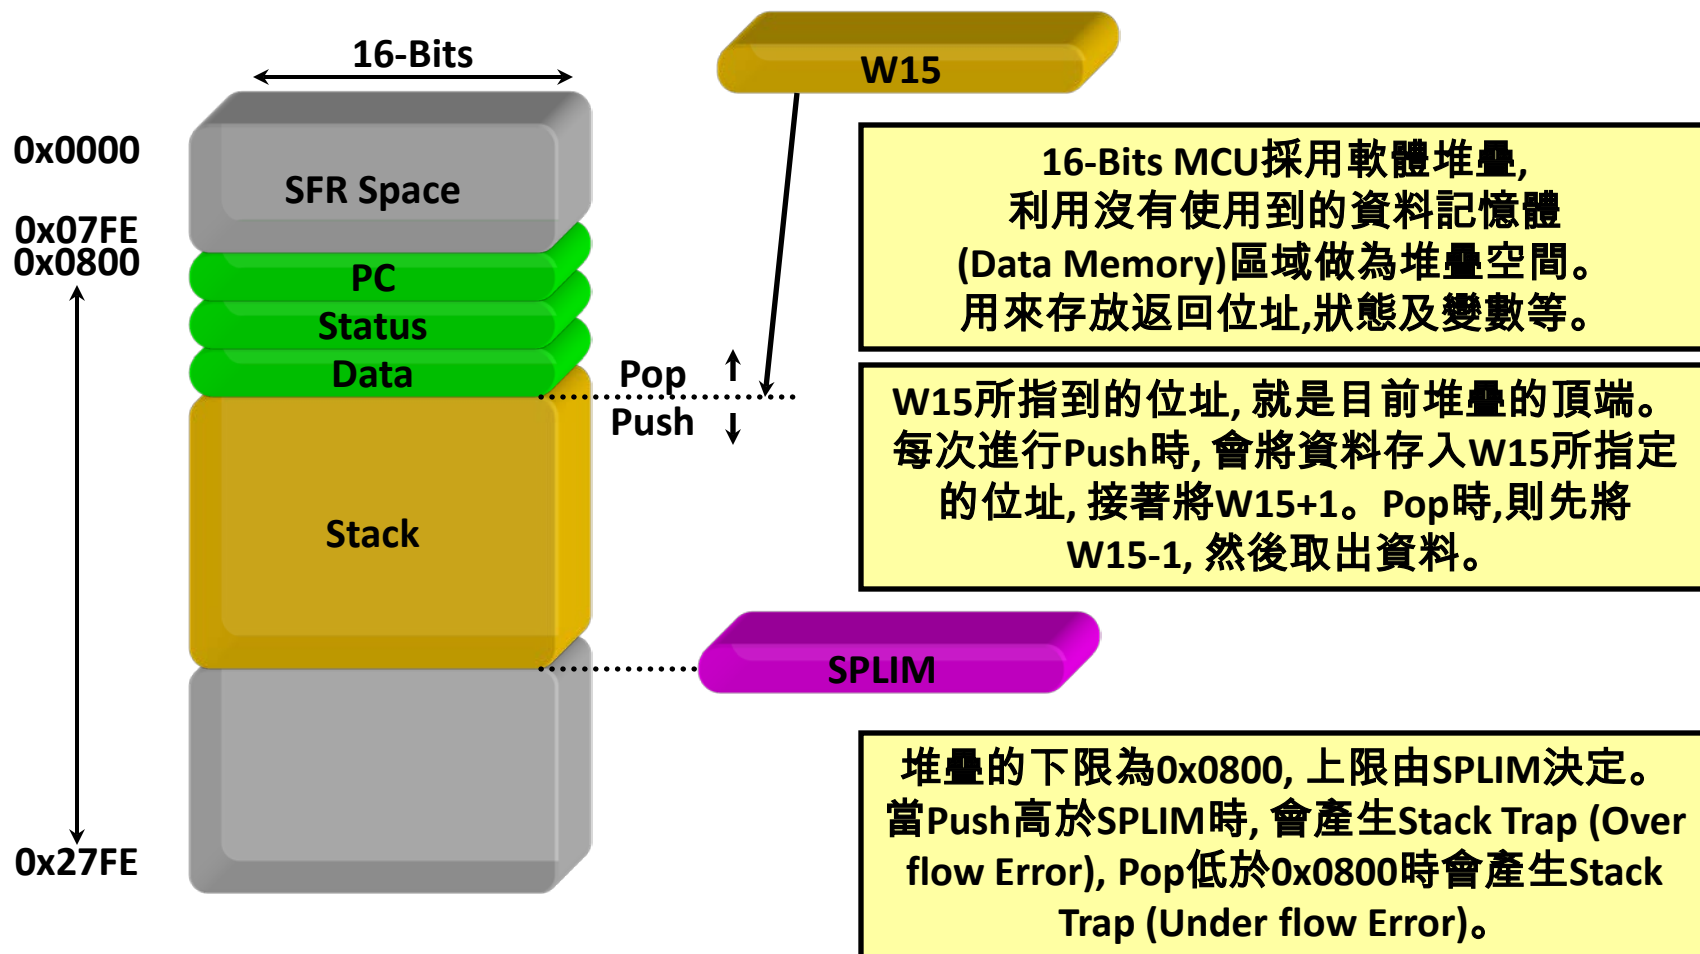 16-Bits
W15
0x0000
SFR Space
0x07FE
0x0800
PC
Status
Data
Pop
Push
Stack
SPLIM
0x27FE
16-Bits MCU採用軟體堆疊,
利用沒有使用到的資料記憶體
(Data Memory)區域做為堆疊空間。
用來存放返回位址,狀態及變數等。
W15所指到的位址, 就是目前堆疊的頂端。
每次進行Push時, 會將資料存入W15所指定
的位址, 接著將W15+1。Pop時,則先將
W15-1, 然後取出資料。
堆疊的下限為0x0800, 上限由SPLIM決定。
當Push高於SPLIM時, 會產生Stack Trap (Over
flow Error), Pop低於0x0800時會產生Stack
Trap (Under flow Error)。